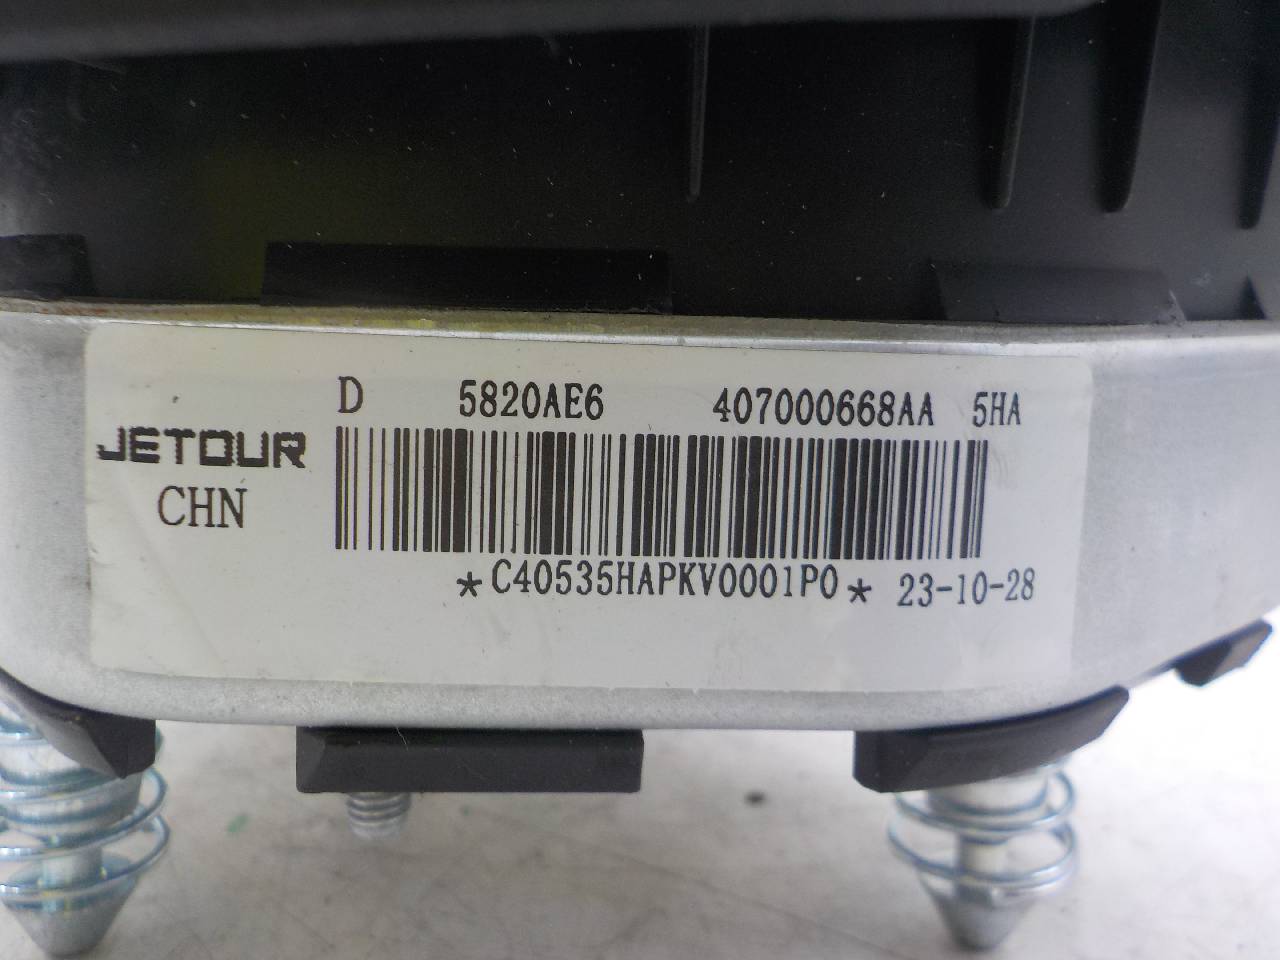 D 5820AE6 407000668AA 5HA
JETOUR
CHN
*C40535HAPKV0001P0* 23-10-28